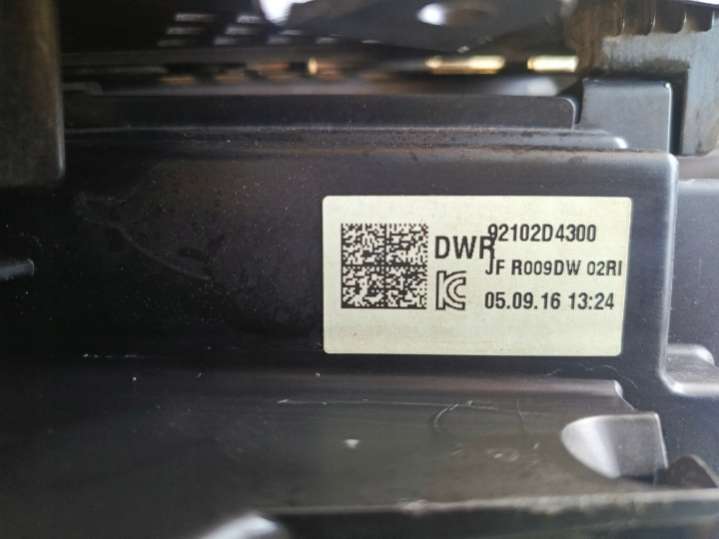 92102D4300
DWR
JF R009DW 02RI
05.09.16 13:24